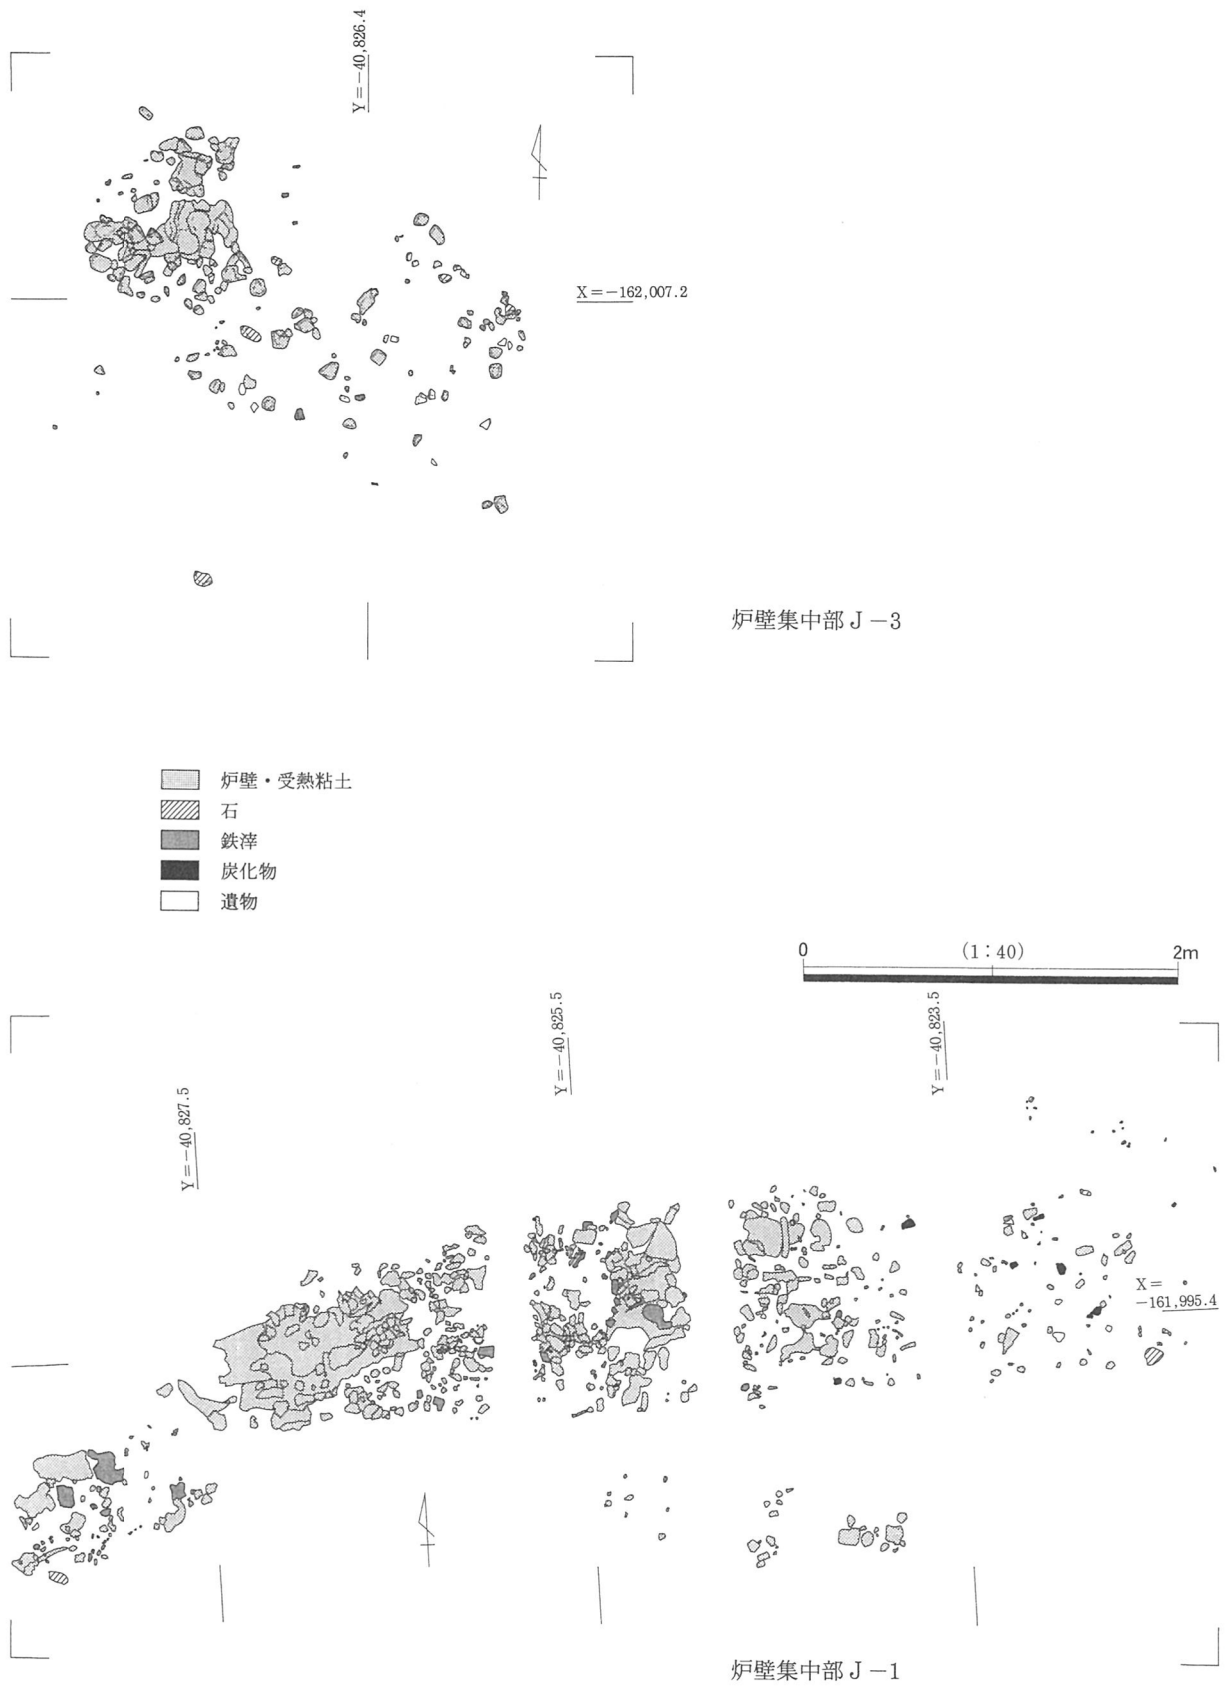 Y=-40,826.4
X=-162,007.2
炉壁集中部J-3
炉壁・受熱粘土
石
鉄滓
炭化物
遺物
0 (1:40) 2m
Y=-40,827.5
Y=-40,825.5
Y=-40,823.5
X=
-161,995.4
炉壁集中部J-1